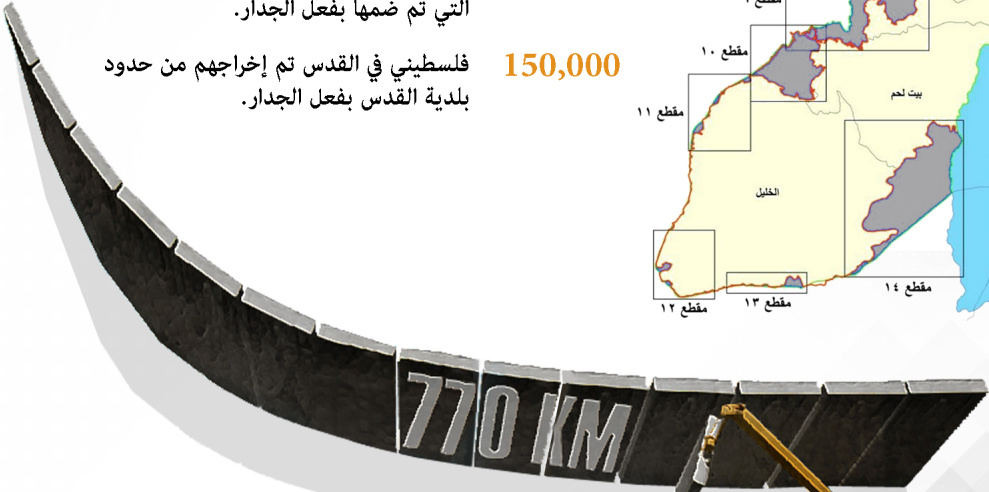 التي تم ضمها بفعل الجدار.
150,000
فلسطيني في القدس تم إخراجهم من حدود
بلدية القدس بفعل الجدار.
مقطع ١٠
مقطع ١١
بيت لحم
الخليل
مقطع ١٢
مقطع ١٣
مقطع ١٤
770 KM